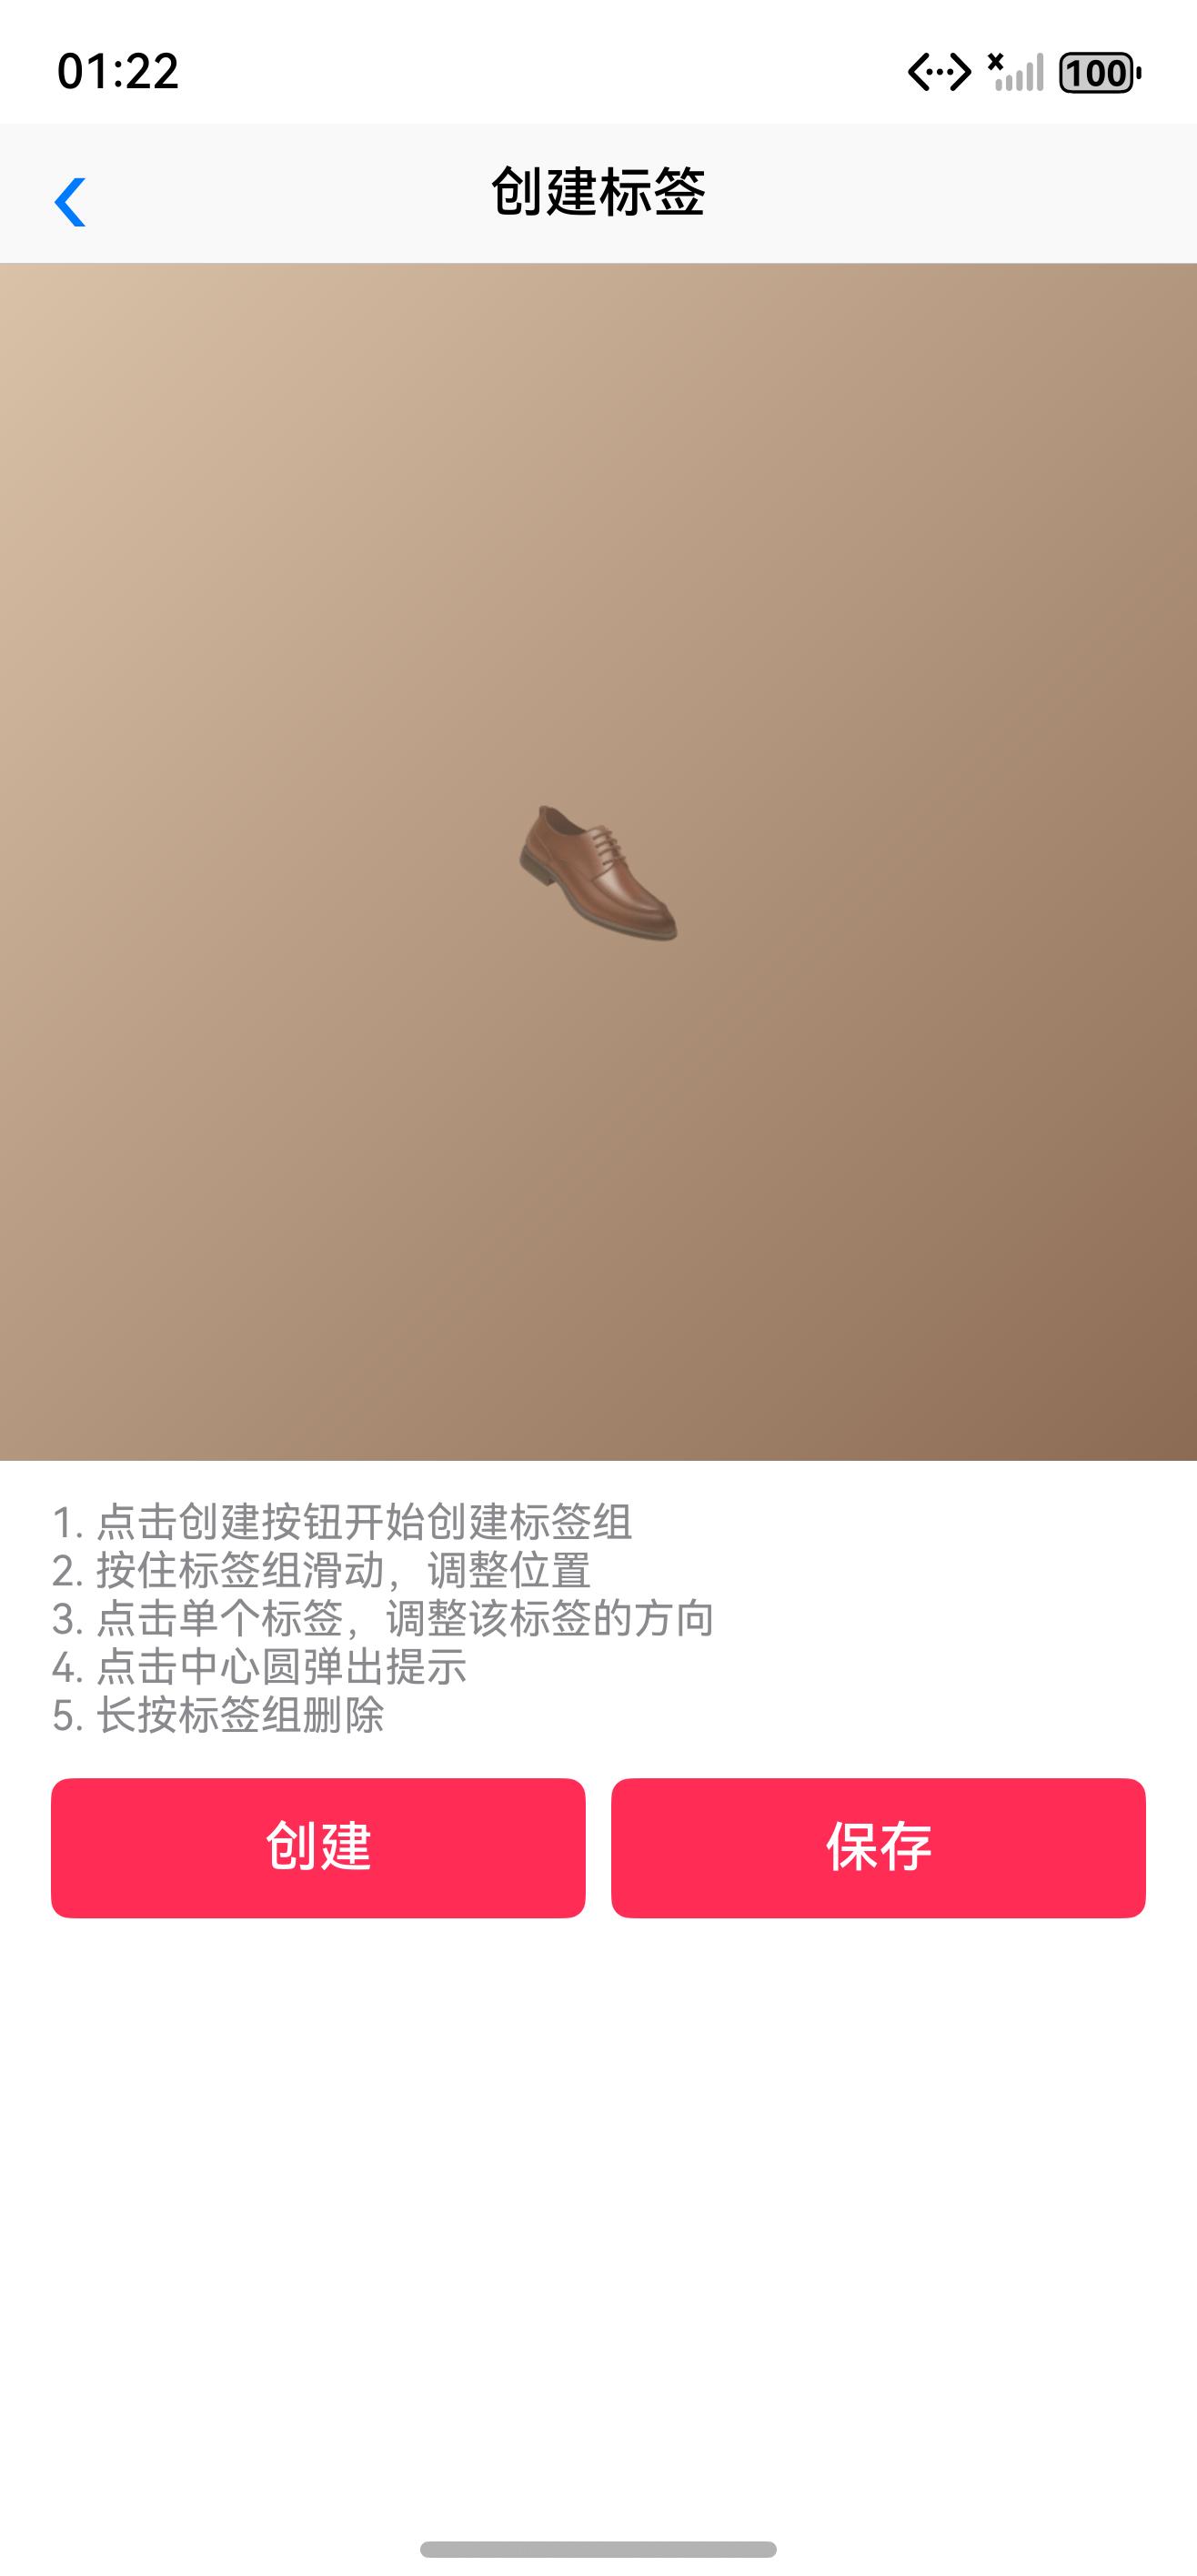 01:22
100
创建标签
1. 点击创建按钮开始创建标签组
2. 按住标签组滑动，调整位置
3. 点击单个标签，调整该标签的方向
4. 点击中心圆弹出提示
5. 长按标签组删除
创建
保存